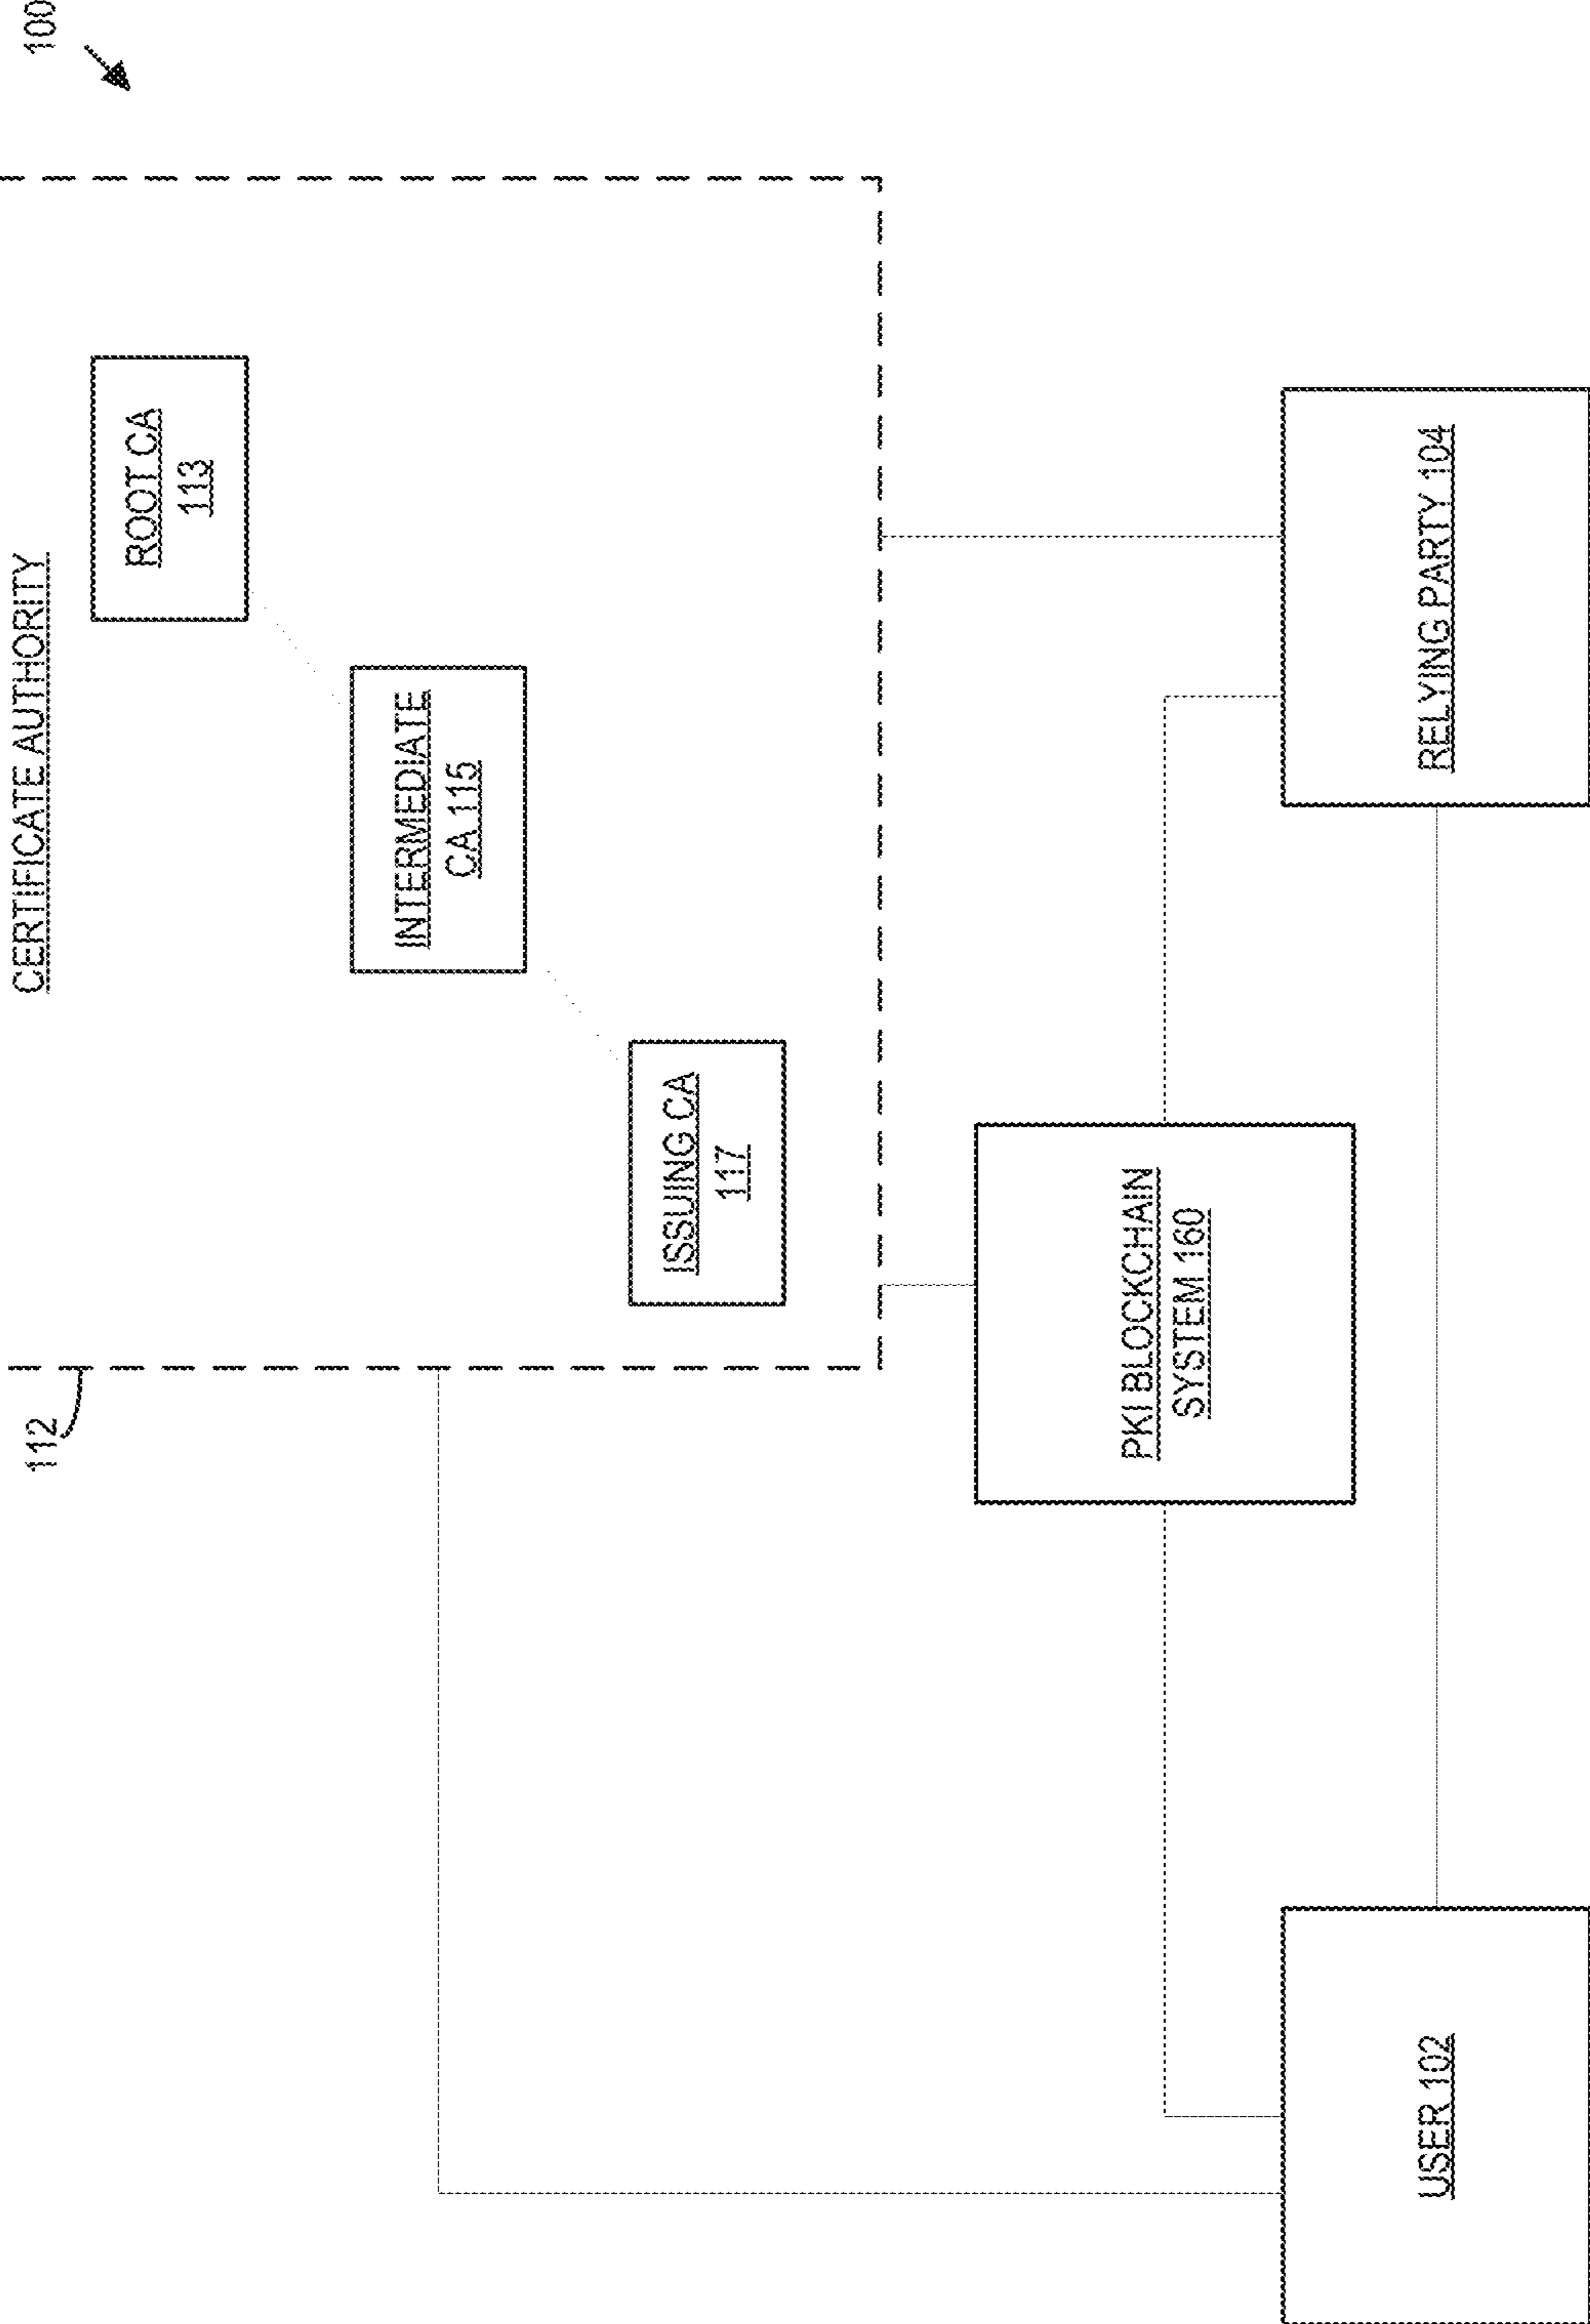 100
112
CERTIFICATE AUTHORITY
ROOT CA
113
INTERMEDIATE
CA 115
ISSUING CA
117
PKI BLOCKCHAIN
SYSTEM 160
USER 102
RELYING PARTY 104